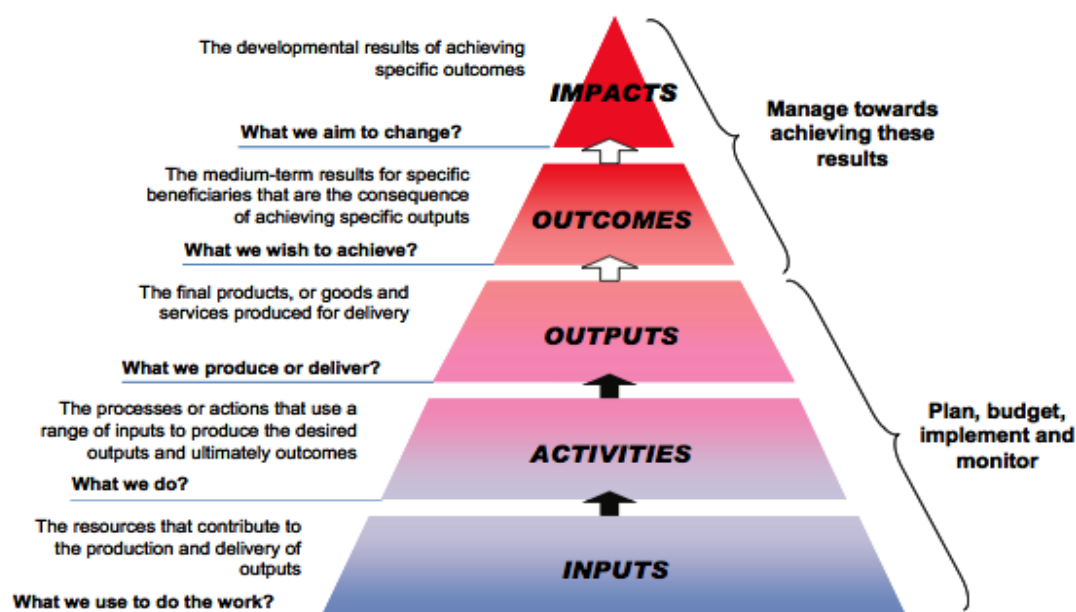 The developmental results of achieving
specific outcomes
IMPACTS
What we aim to change?
Manage towards
achieving these
results
The medium-term results for specific
beneficiaries that are the consequence
of achieving specific outputs
OUTCOMES
What we wish to achieve?
The final products, or goods and
services produced for delivery
OUTPUTS
What we produce or deliver?
The processes or actions that use a
range of inputs to produce the desired
outputs and ultimately outcomes
ACTIVITIES
What we do?
Plan, budget,
implement and
monitor
The resources that contribute to
the production and delivery of
outputs
INPUTS
What we use to do the work?